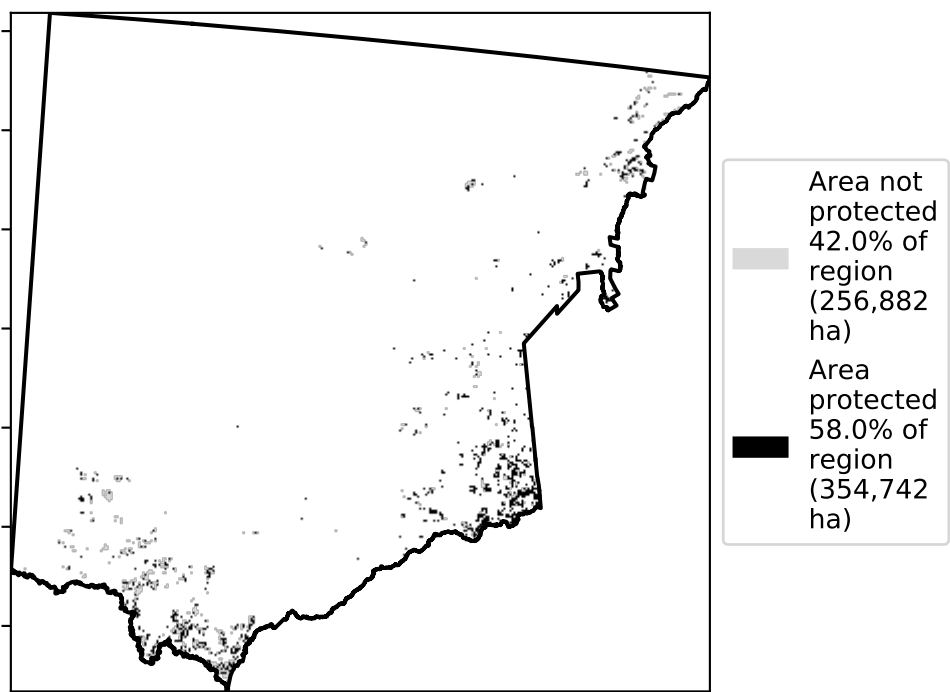 Area not
protected
42.0% of
region
(256,882
ha)
Area
protected
58.0% of
region
(354,742
ha)